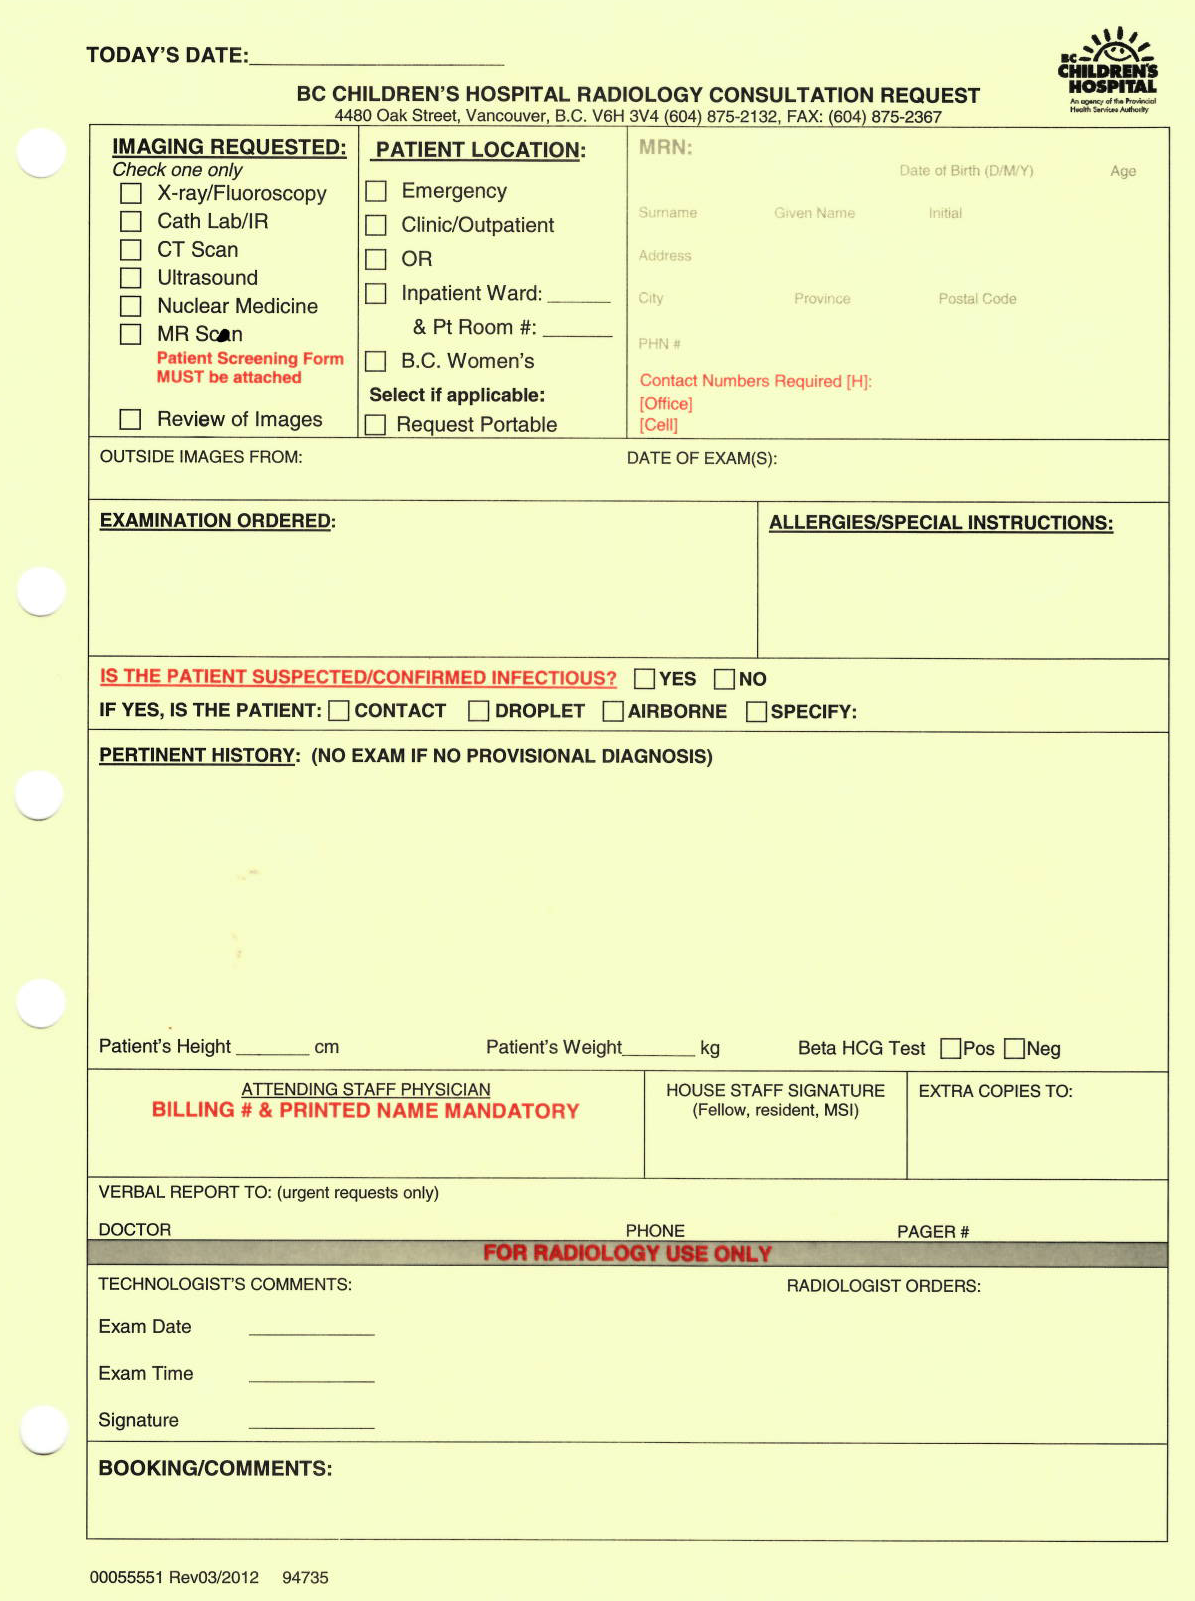 TODAY'S DATE:
BC
CHILDREN'S
HOSPITAL
An agency of the Provincial
Health Services Authority
BC CHILDREN'S HOSPITAL RADIOLOGY CONSULTATION REQUEST
4480 Oak Street, Vancouver, B.C. V6H 3V4 (604) 875-2132, FAX: (604) 875-2367
IMAGING REQUESTED:
Check one only
X-ray/Fluoroscopy
Cath Lab/IR
CT Scan
Ultrasound
Nuclear Medicine
MR Scan
Patient Screening Form
MUST be attached
Review of Images
PATIENT LOCATION:
Emergency
Clinic/Outpatient
OR
Inpatient Ward:
& Pt Room #:
B.C. Women's
Select if applicable:
Request Portable
MRN:
Date of Birth (D/M/Y) Age
Surname Given Name Initial
Address
City Province Postal Code
PHN #
Contact Numbers Required [H]:
[Office]
[Cell]
OUTSIDE IMAGES FROM: DATE OF EXAM(S):
EXAMINATION ORDERED:
ALLERGIES/SPECIAL INSTRUCTIONS:
IS THE PATIENT SUSPECTED/CONFIRMED INFECTIOUS? YES NO
IF YES, IS THE PATIENT: CONTACT DROPLET AIRBORNE SPECIFY:
PERTINENT HISTORY: (NO EXAM IF NO PROVISIONAL DIAGNOSIS)
Patient's Height cm Patient's Weight kg Beta HCG Test Pos Neg
ATTENDING STAFF PHYSICIAN
BILLING # & PRINTED NAME MANDATORY
HOUSE STAFF SIGNATURE
(Fellow, resident, MSI)
EXTRA COPIES TO:
VERBAL REPORT TO: (urgent requests only)
DOCTOR PHONE PAGER #
FOR RADIOLOGY USE ONLY
TECHNOLOGIST'S COMMENTS: RADIOLOGIST ORDERS:
Exam Date
Exam Time
Signature
BOOKING/COMMENTS:
00055551 Rev03/2012 94735